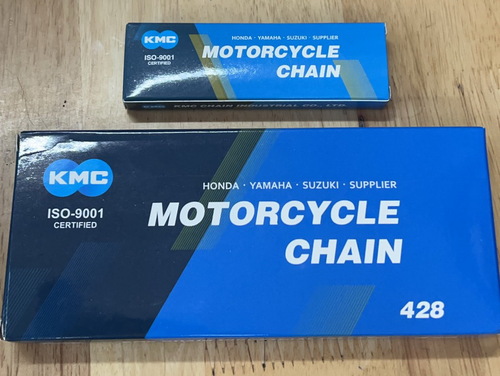 KMC
HONDA · YAMAHA · SUZUKI · SUPPLIER
ISO-9001
CERTIFIED
MOTORCYCLE
CHAIN
KMC CHAIN INDUSTRIAL CO., LTD.
KMC
HONDA · YAMAHA · SUZUKI · SUPPLIER
ISO-9001
CERTIFIED
MOTORCYCLE
CHAIN
428